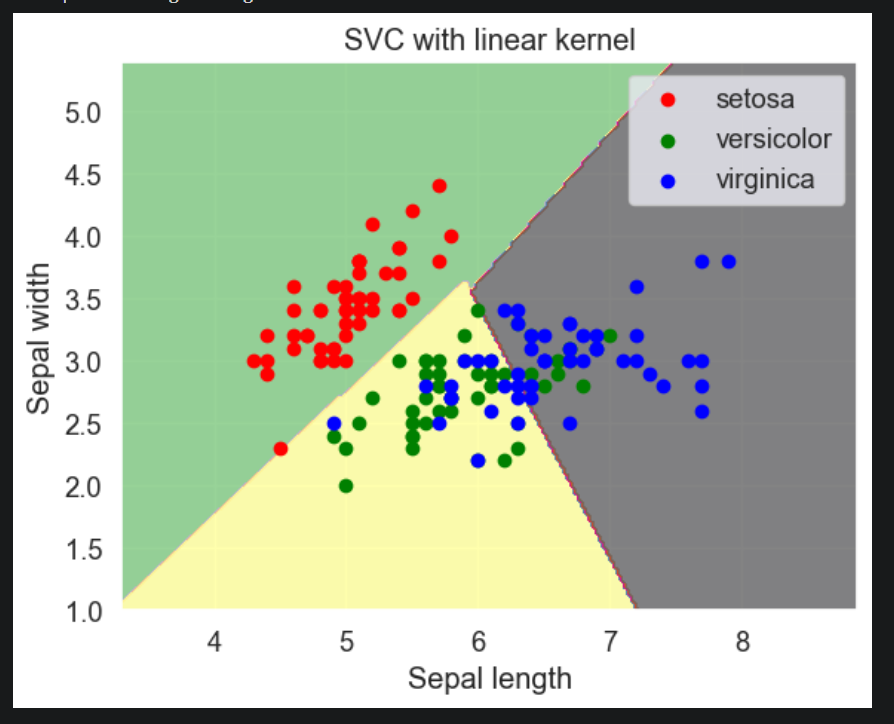 SVC with linear kernel
setosa
versicolor
virginica
5.0
4.5
4.0
3.5
3.0
2.5
2.0
1.5
1.0
Sepal width
4 5 6 7 8
Sepal length